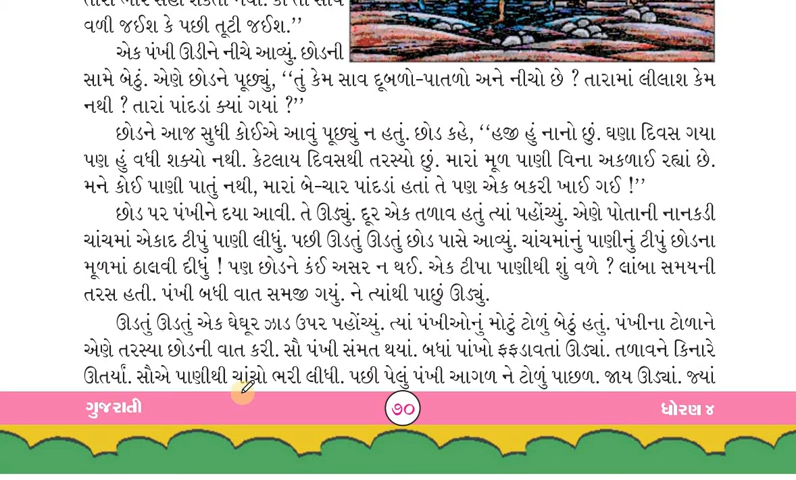 વળી જઈશ કે પછી તૂટી જઈશ.''
એક પંખી ઊડીને નીચે આવ્યું. છોડની
સામે બેઠું. એણે છોડને પૂછ્યું, ''તું કેમ સાવ દૂબળો-પાતળો અને નીચો છે ? તારામાં લીલાશ કેમ
નથી ? તારાં પાંદડાં ક્યાં ગયાં ?''
છોડને આજ સુધી કોઈએ આવું પૂછ્યું ન હતું. છોડ કહે, ''હજી હું નાનો છું. ઘણા દિવસ ગયા
પણ હું વધી શક્યો નથી. કેટલાય દિવસથી તરસ્યો છું. મારાં મૂળ પાણી વિના અકળાઈ રહ્યાં છે.
મને કોઈ પાણી પાતું નથી, મારાં બે-ચાર પાંદડાં હતાં તે પણ એક બકરી ખાઈ ગઈ !''
છોડ પર પંખીને દયા આવી. તે ઊડ્યું. દૂર એક તળાવ હતું ત્યાં પહોંચ્યું. એણે પોતાની નાનકડી
ચાંચમાં એકાદ ટીપું પાણી લીધું. પછી ઊડતું ઊડતું છોડ પાસે આવ્યું. ચાંચમાંનું પાણીનું ટીપું છોડના
મૂળમાં ઠાલવી દીધું ! પણ છોડને કંઈ અસર ન થઈ. એક ટીપા પાણીથી શું વળે ? લાંબા સમયની
તરસ હતી. પંખી બધી વાત સમજી ગયું. ને ત્યાંથી પાછું ઊડ્યું.
ઊડતું ઊડતું એક ઘેઘૂર ઝાડ ઉપર પહોંચ્યું. ત્યાં પંખીઓનું મોટું ટોળું બેઠું હતું. પંખીના ટોળાને
એણે તરસ્યા છોડની વાત કરી. સૌ પંખી સંમત થયાં. બધાં પાંખો ફફડાવતાં ઊડ્યાં. તળાવને કિનારે
ઊતર્યાં. સૌએ પાણીથી ચાંચો ભરી લીધી. પછી પેલું પંખી આગળ ને ટોળું પાછળ. જાય ઊડ્યાં. જ્યાં
ગુજરાતી
૭૦
ધોરણ ૪